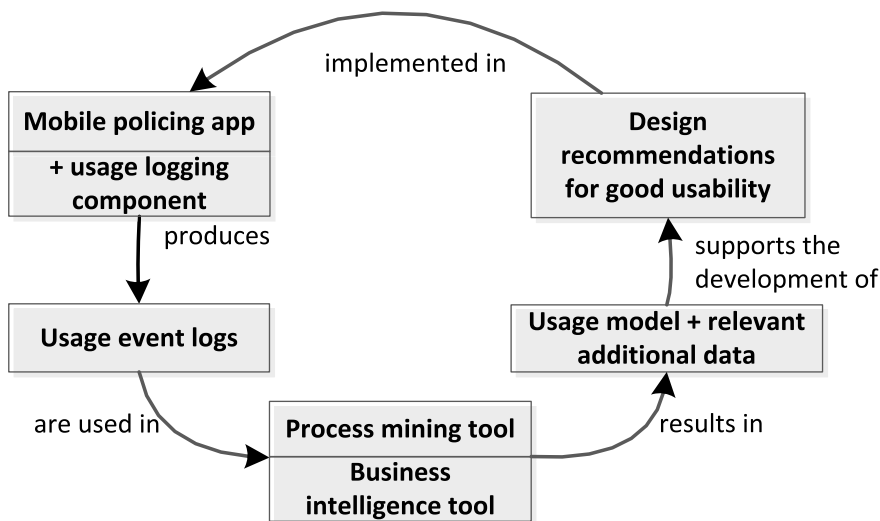 implemented in
Mobile policing app
+ usage logging
component
Design
recommendations
for good usability
produces
supports the
development of
Usage event logs
Usage model + relevant
additional data
are used in
Process mining tool
Business
intelligence tool
results in